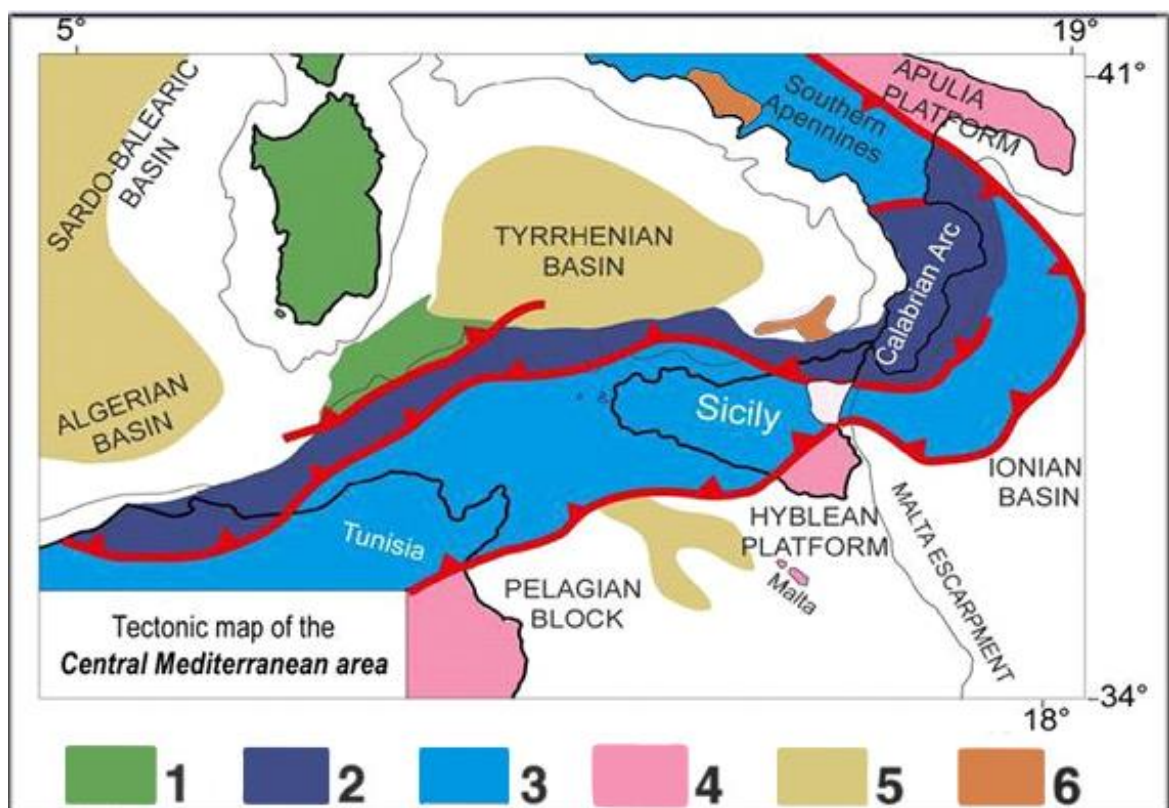 5°
19°
41°
SARDO-BALEARIC
BASIN
Southern
Apennines
APULIA
PLATFORM
TYRRHENIAN
BASIN
Calabrian Arc
ALGERIAN
BASIN
Sicily
IONIAN
BASIN
Tunisia
HYBLEAN
PLATFORM
Malta
MALTA ESCARPMENT
PELAGIAN
BLOCK
Tectonic map of the
Central Mediterranean area
34°
18°
1 2 3 4 5 6